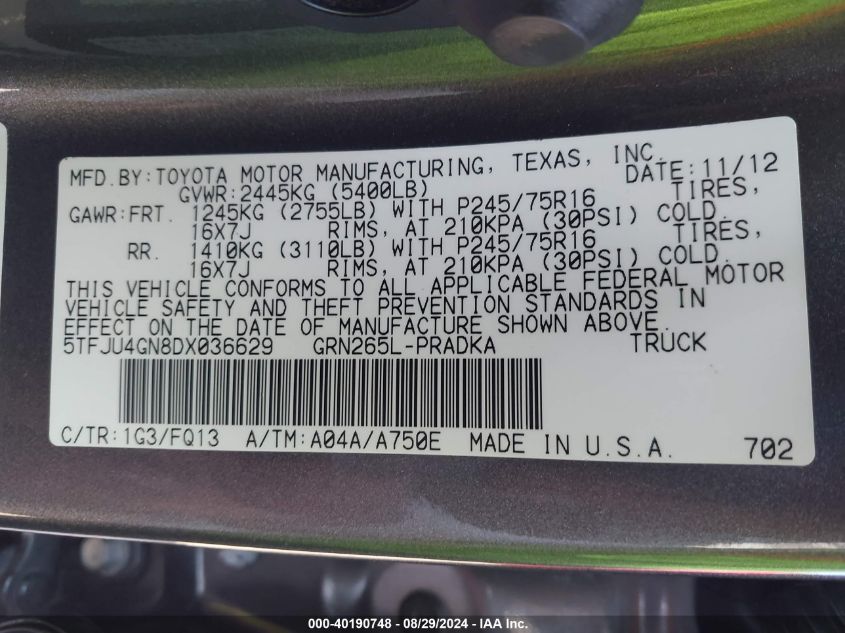 MFD.BY:TOYOTA MOTOR MANUFACTURING, TEXAS, INC. DATE:11/12
GVWR:2445KG (5400LB)
GAWR:FRT. 1245KG (2755LB) WITH P245/75R16 TIRES,
16X7J RIMS, AT 210KPA (30PSI) COLD.
RR. 1410KG (3110LB) WITH P245/75R16 TIRES,
16X7J RIMS, AT 210KPA (30PSI) COLD.
THIS VEHICLE CONFORMS TO ALL APPLICABLE FEDERAL MOTOR
VEHICLE SAFETY AND THEFT PREVENTION STANDARDS IN
EFFECT ON THE DATE OF MANUFACTURE SHOWN ABOVE.
5TFJU4GN8DX036629 GRN265L-PRADKA TRUCK
C/TR:1G3/FQ13 A/TM:A04A/A750E MADE IN U.S.A. 702
000-40190748 / 08/29/2024 - IAA Inc.